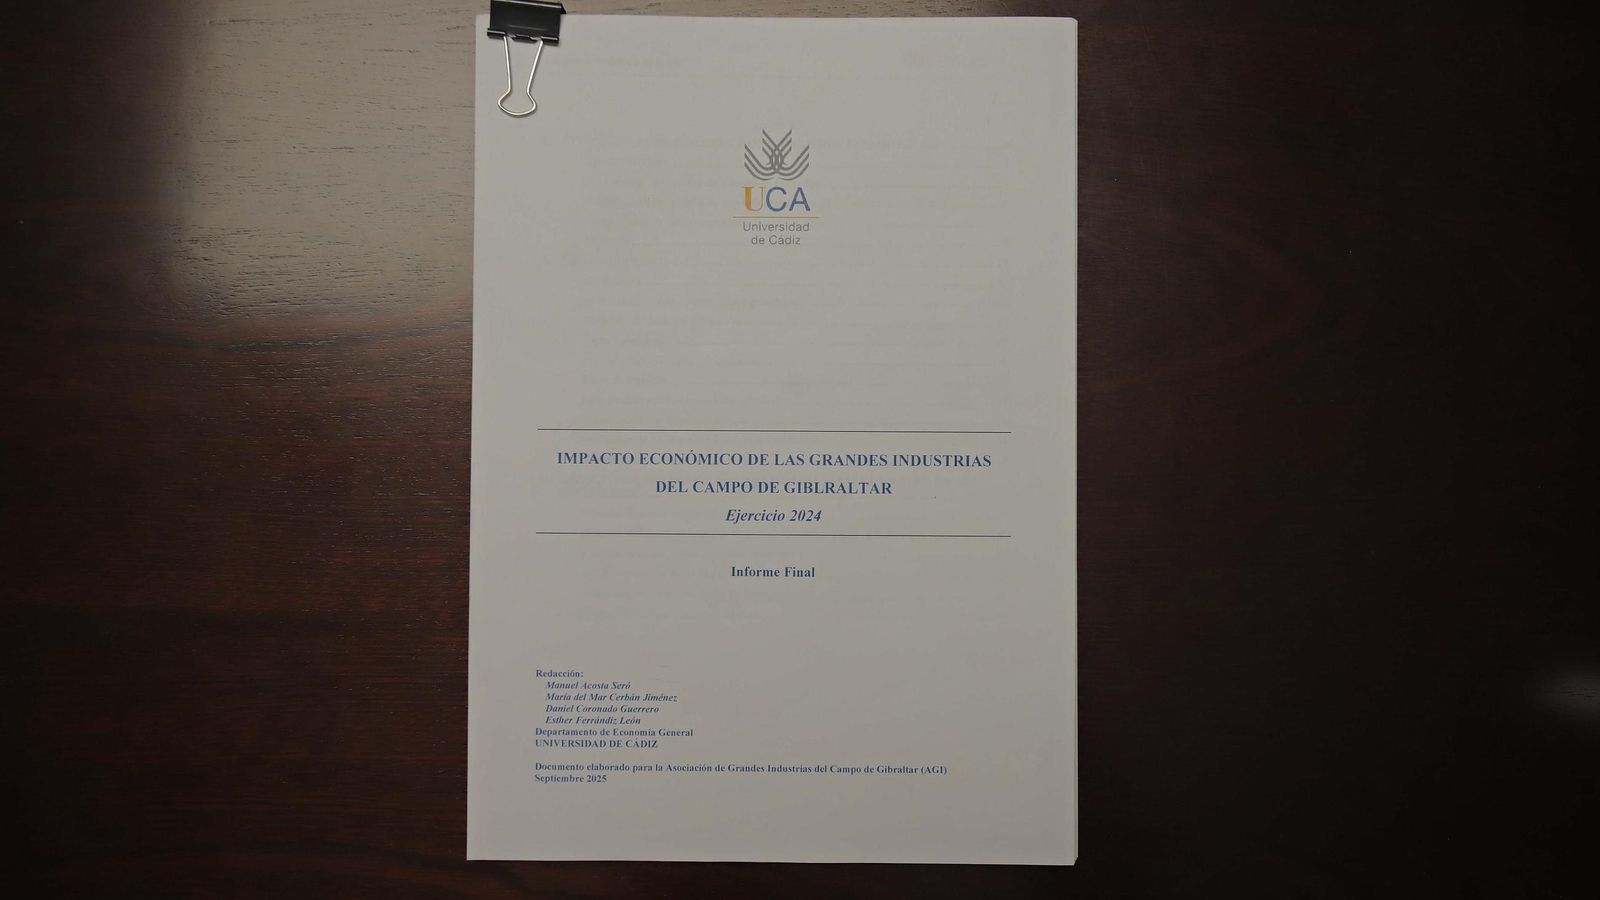 UCA
Universidad
de Cádiz
IMPACTO ECONÓMICO DE LAS GRANDES INDUSTRIAS
DEL CAMPO DE GIBLRALTAR
Ejercicio 2024
Informe Final
Redacción:
Manuel Acosta Seró
María del Mar Cerbán Jiménez
Daniel Coronado Guerrero
Esther Ferrándiz León
Departamento de Economía General
UNIVERSIDAD DE CÁDIZ
Documento elaborado para la Asociación de Grandes Industrias del Campo de Gibraltar (AGI)
Septiembre 2025